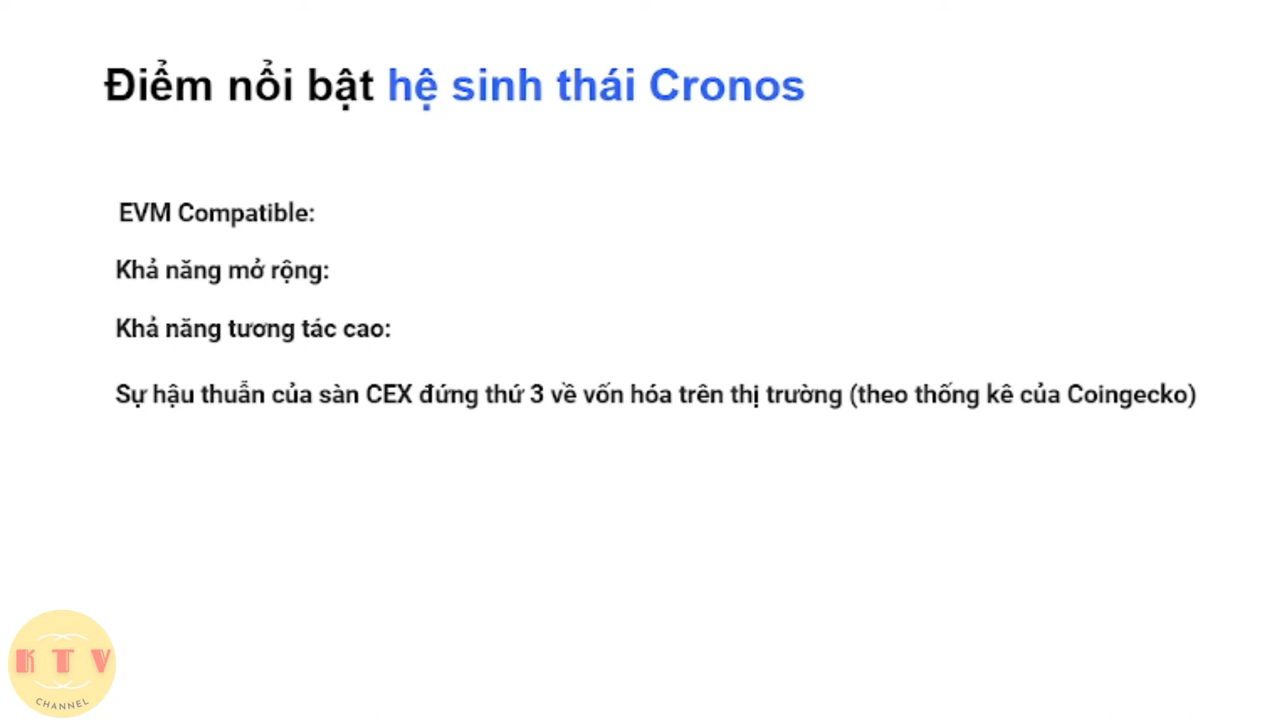 Điểm nổi bật hệ sinh thái Cronos
EVM Compatible:
Khả năng mở rộng:
Khả năng tương tác cao:
Sự hậu thuẫn của sàn CEX đứng thứ 3 về vốn hóa trên thị trường (theo thống kê của Coingecko)
KTV
CHANNEL